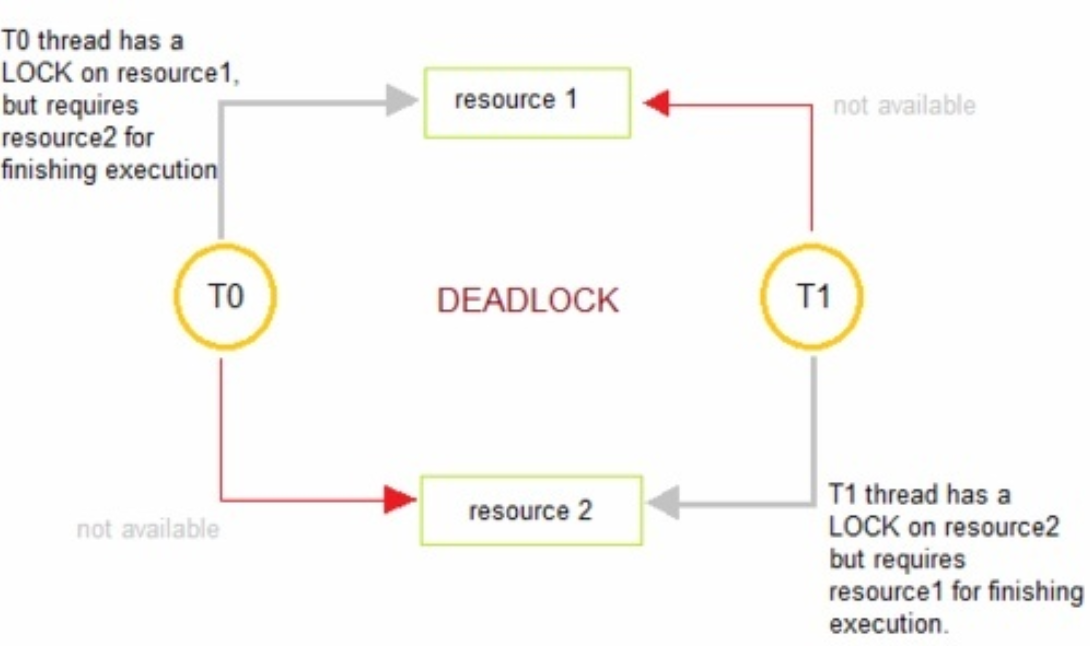 T0 thread has a
LOCK on resource1,
but requires
resource2 for
finishing execution
resource 1
not available
T0
DEADLOCK
T1
not available
resource 2
T1 thread has a
LOCK on resource2
but requires
resource1 for finishing
execution.